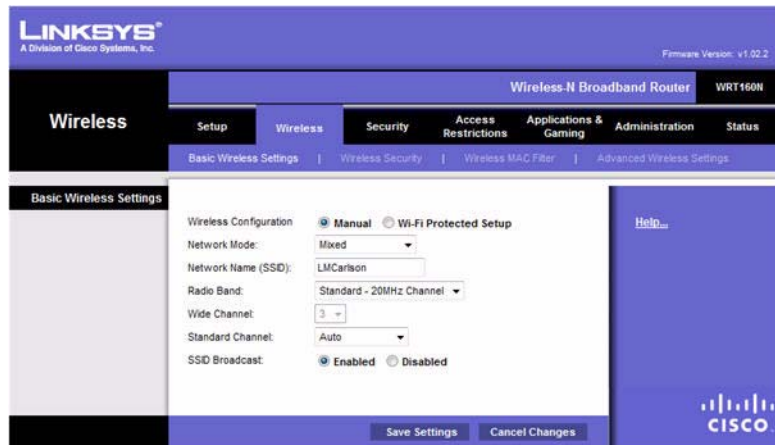 LINKSYS®
A Division of Cisco Systems, Inc.
Firmware Version: v1.02.2
Wireless-N Broadband Router WRT160N
Wireless
Setup Wireless Security Access Restrictions Applications & Gaming Administration Status
Basic Wireless Settings | Wireless Security | Wireless MAC Filter | Advanced Wireless Settings
Basic Wireless Settings
Wireless Configuration Manual Wi-Fi Protected Setup
Help...
Network Mode: Mixed
Network Name (SSID): LMCarlson
Radio Band: Standard - 20MHz Channel
Wide Channel: 3
Standard Channel: Auto
SSID Broadcast: Enabled Disabled
Save Settings Cancel Changes
CISCO